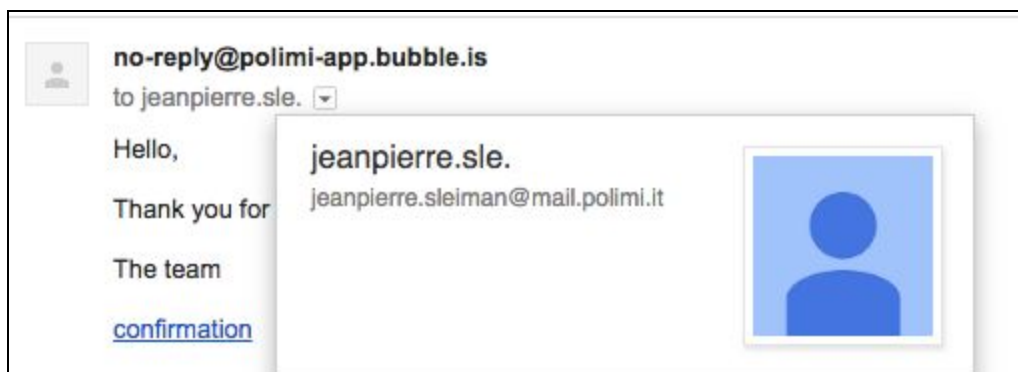 no-reply@polimi-app.bubble.is
to jeanpierre.sle.
Hello,
Thank you for
The team
confirmation
jeanpierre.sle.
jeanpierre.sleiman@mail.polimi.it